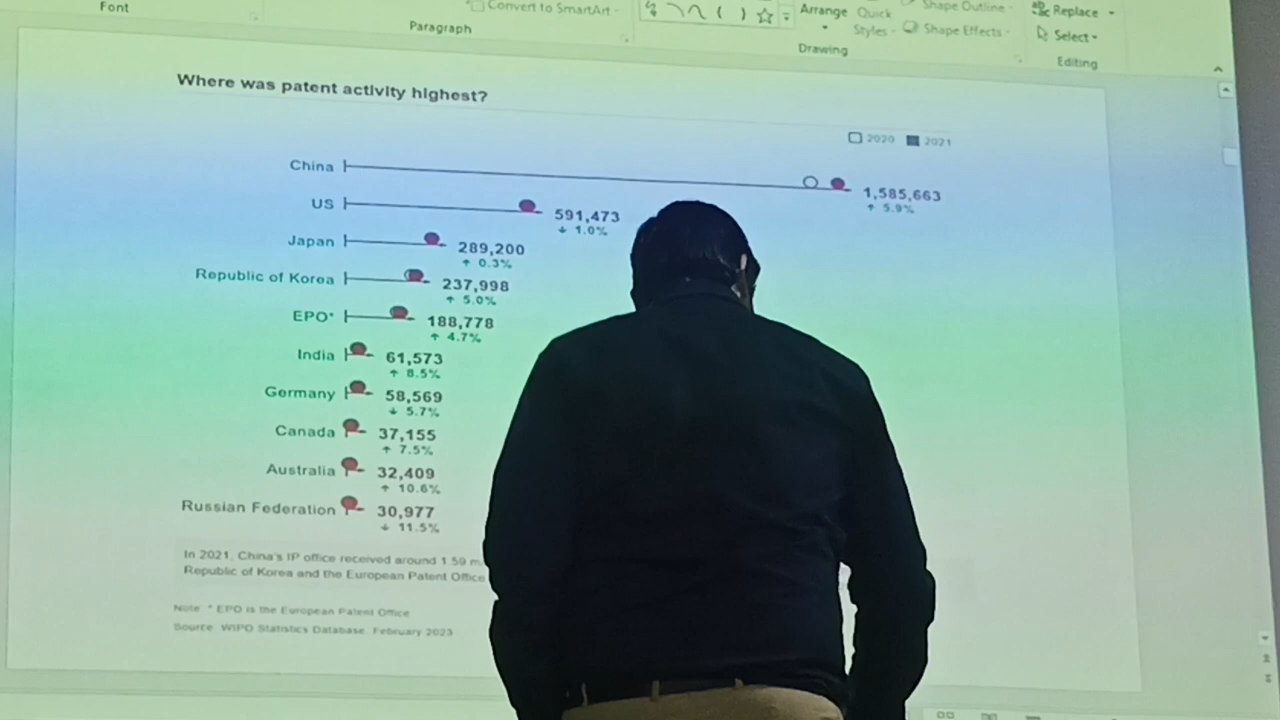 Font
Paragraph
Convert to SmartArt
Arrange
Quick
Styles
Shape Outline
Shape Effects
Drawing
Replace
Select
Editing
Where was patent activity highest?
2020 2021
China 1,585,663
↑ 5.9%
US 591,473
↓ 1.0%
Japan 289,200
↑ 0.3%
Republic of Korea 237,998
↑ 5.0%
EPO* 188,778
↑ 4.7%
India 61,573
↑ 8.5%
Germany 58,569
↓ 5.7%
Canada 37,155
↑ 7.5%
Australia 32,409
↑ 10.6%
Russian Federation 30,977
↓ 11.5%
In 2021, China's IP office received around 1.59 m
Republic of Korea and the European Patent Office
Note: * EPO is the European Patent Office
Source: WIPO Statistics Database, February 2023